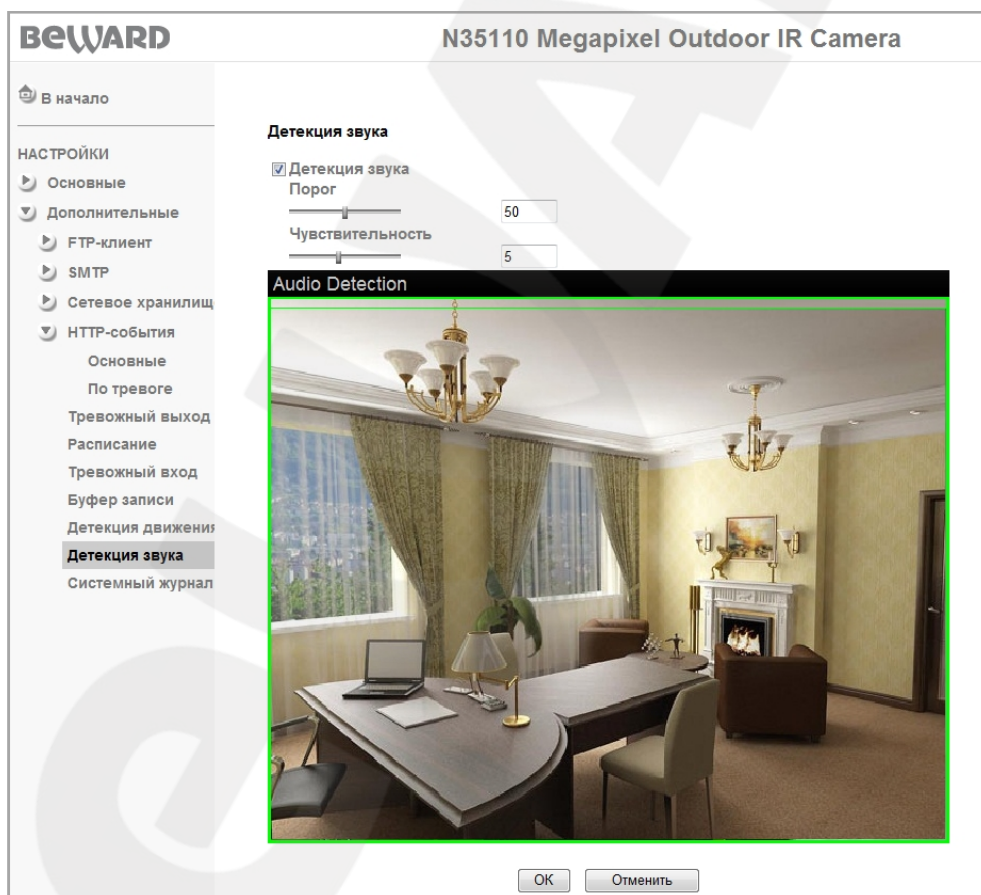 BEWARD
N35110 Megapixel Outdoor IR Camera
В начало
НАСТРОЙКИ
Основные
Дополнительные
FTP-клиент
SMTP
Сетевое хранилищ
HTTP-события
Основные
По тревоге
Тревожный выход
Расписание
Тревожный вход
Буфер записи
Детекция движения
Детекция звука
Системный журнал
Детекция звука
Детекция звука
Порог
50
Чувствительность
5
Audio Detection
OK
Отменить